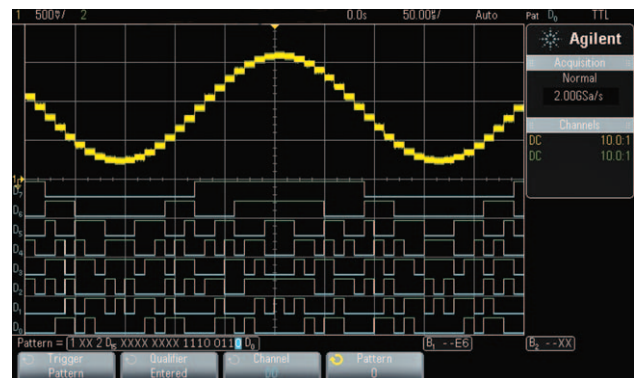 1 500▽/ 2 0.0s 50.00▽/ Auto Pat D₀ TTL
Agilent
Acquisition
Normal
2.00GSa/s
Channels
DC 10.0:1
DC 10.0:1
D₇
D₆
D₅
D₄
D₃
D₂
D₁
D₀
Pattern = [1 XX 2 D₁₅ XXXX XXXX 1110 0110 D₀] [B₁ --E6] [B₂ --XX]
Trigger
Pattern
Qualifier
Entered
Channel
D0
Pattern
0